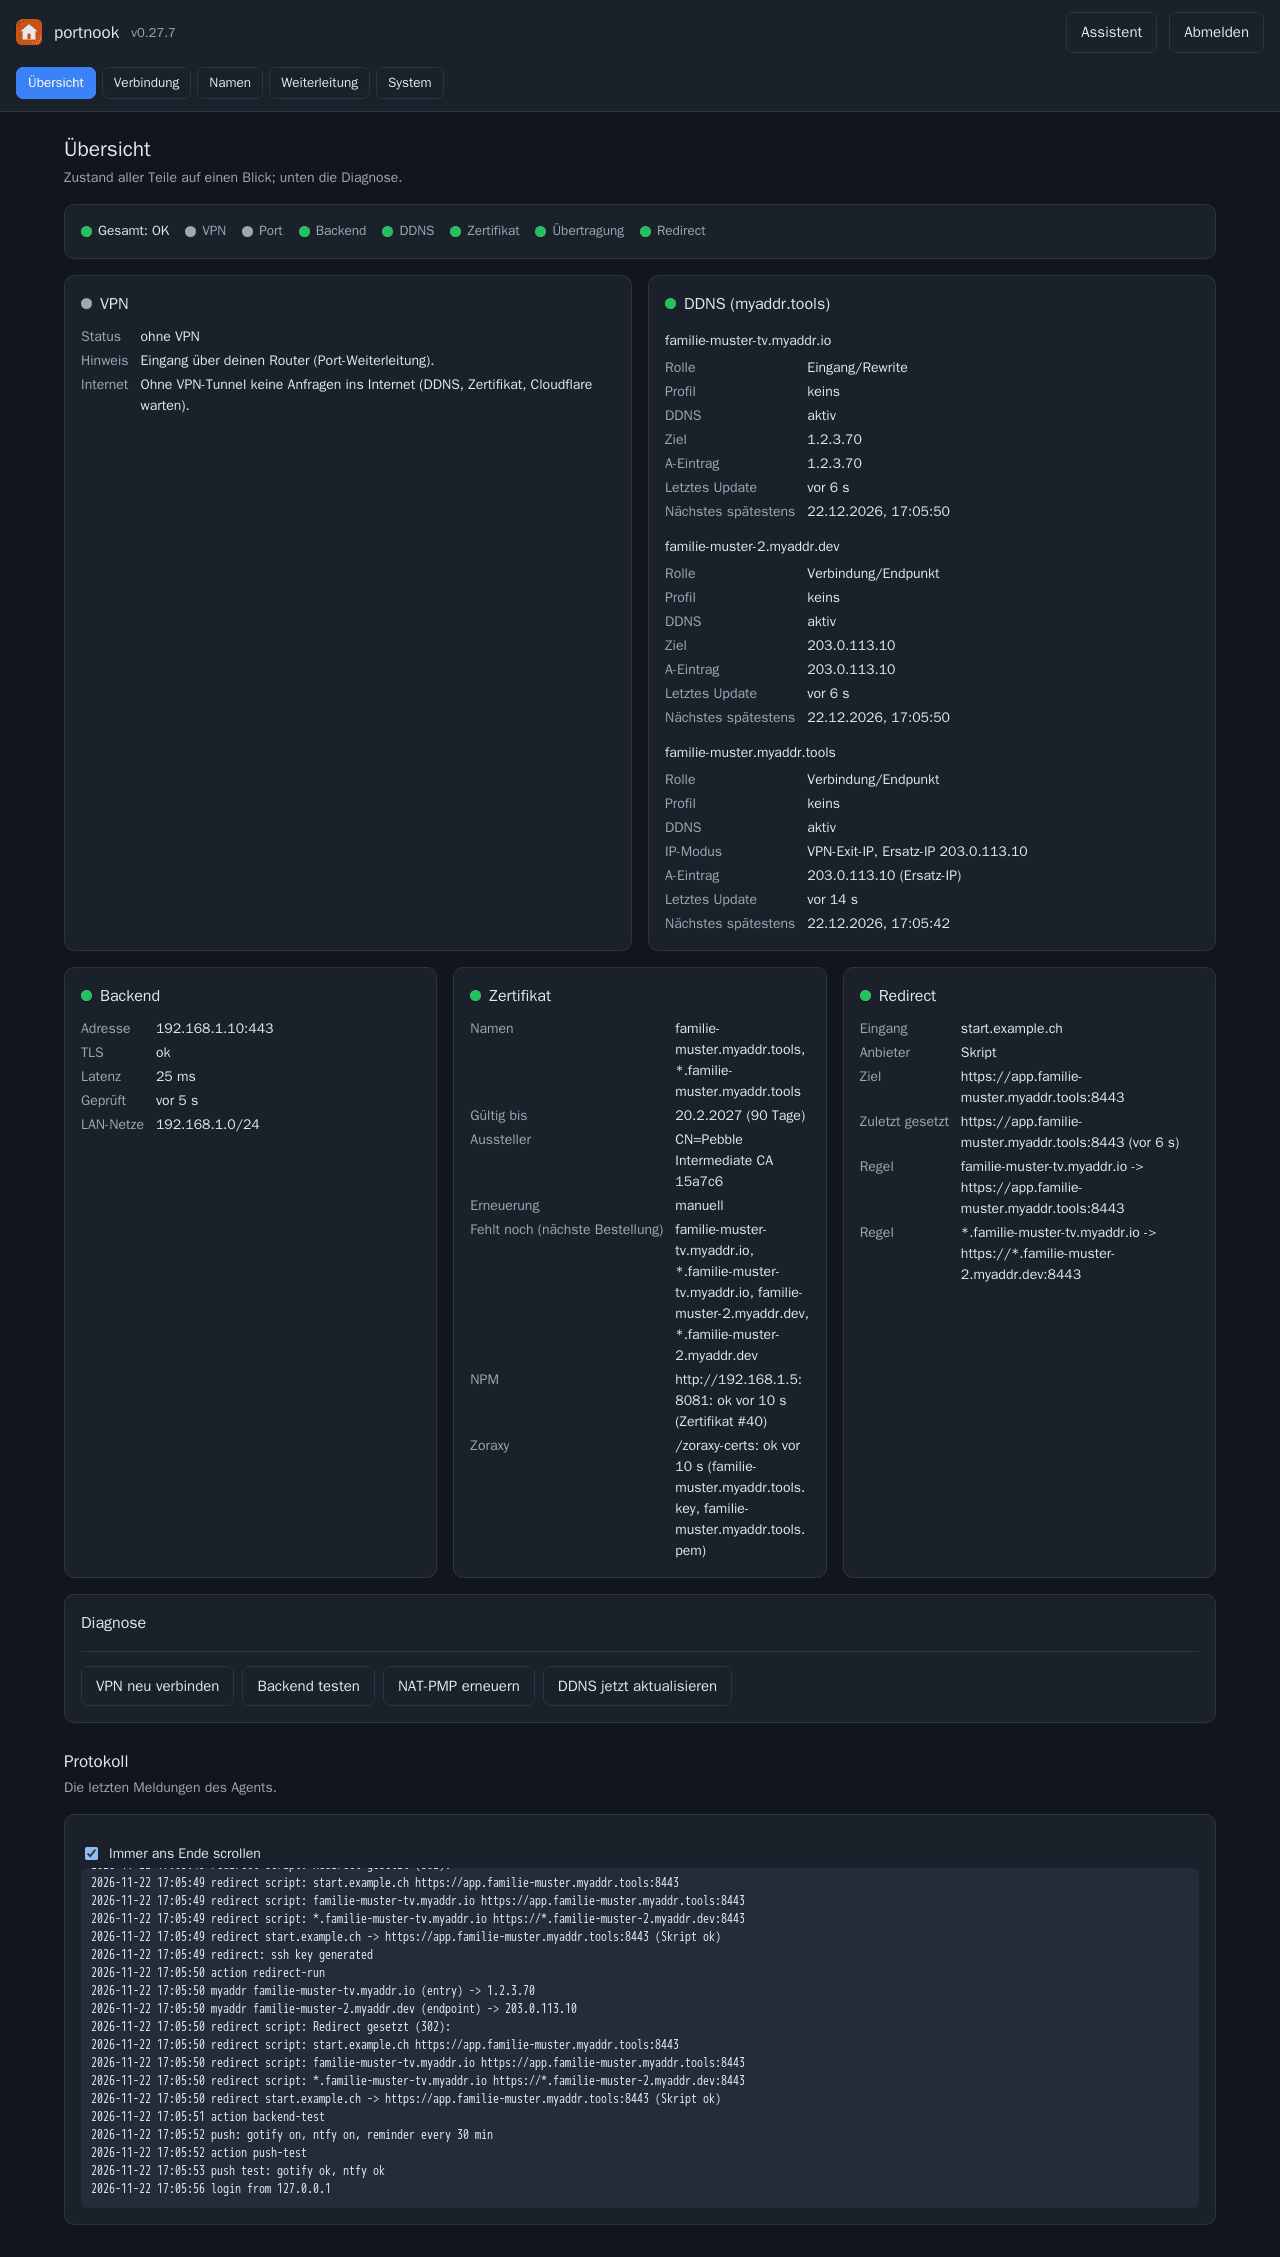 portnook v0.27.7
Assistent
Abmelden
Übersicht
Verbindung
Namen
Weiterleitung
System
Übersicht
Zustand aller Teile auf einen Blick; unten die Diagnose.
Gesamt: OK
VPN
Port
Backend
DDNS
Zertifikat
Übertragung
Redirect
VPN
Status ohne VPN
Hinweis Eingang über deinen Router (Port-Weiterleitung).
Internet Ohne VPN-Tunnel keine Anfragen ins Internet (DDNS, Zertifikat, Cloudflare
warten).
DDNS (myaddr.tools)
familie-muster-tv.myaddr.io
Rolle Eingang/Rewrite
Profil keins
DDNS aktiv
Ziel 1.2.3.70
A-Eintrag 1.2.3.70
Letztes Update vor 6 s
Nächstes spätestens 22.12.2026, 17:05:50
familie-muster-2.myaddr.dev
Rolle Verbindung/Endpunkt
Profil keins
DDNS aktiv
Ziel 203.0.113.10
A-Eintrag 203.0.113.10
Letztes Update vor 6 s
Nächstes spätestens 22.12.2026, 17:05:50
familie-muster.myaddr.tools
Rolle Verbindung/Endpunkt
Profil keins
DDNS aktiv
IP-Modus VPN-Exit-IP, Ersatz-IP 203.0.113.10
A-Eintrag 203.0.113.10 (Ersatz-IP)
Letztes Update vor 14 s
Nächstes spätestens 22.12.2026, 17:05:42
Backend
Adresse 192.168.1.10:443
TLS ok
Latenz 25 ms
Geprüft vor 5 s
LAN-Netze 192.168.1.0/24
Zertifikat
Namen familie-
muster.myaddr.tools,
*.familie-
muster.myaddr.tools
Gültig bis 20.2.2027 (90 Tage)
Aussteller CN=Pebble
Intermediate CA
15a7c6
Erneuerung manuell
Fehlt noch (nächste Bestellung) familie-muster-
tv.myaddr.io,
*.familie-muster-
tv.myaddr.io, familie-
muster-2.myaddr.dev,
*.familie-muster-
2.myaddr.dev
NPM http://192.168.1.5:
8081: ok vor 10 s
(Zertifikat #40)
Zoraxy /zoraxy-certs: ok vor
10 s (familie-
muster.myaddr.tools.
key, familie-
muster.myaddr.tools.
pem)
Redirect
Eingang start.example.ch
Anbieter Skript
Ziel https://app.familie-
muster.myaddr.tools:8443
Zuletzt gesetzt https://app.familie-
muster.myaddr.tools:8443 (vor 6 s)
Regel familie-muster-tv.myaddr.io ->
https://app.familie-
muster.myaddr.tools:8443
Regel *.familie-muster-tv.myaddr.io ->
https://*.familie-muster-
2.myaddr.dev:8443
Diagnose
VPN neu verbinden
Backend testen
NAT-PMP erneuern
DDNS jetzt aktualisieren
Protokoll
Die letzten Meldungen des Agents.
Immer ans Ende scrollen
2026-11-22 17:05:49 redirect script: start.example.ch https://app.familie-muster.myaddr.tools:8443
2026-11-22 17:05:49 redirect script: familie-muster-tv.myaddr.io https://app.familie-muster.myaddr.tools:8443
2026-11-22 17:05:49 redirect script: *.familie-muster-tv.myaddr.io https://*.familie-muster-2.myaddr.dev:8443
2026-11-22 17:05:49 redirect start.example.ch -> https://app.familie-muster.myaddr.tools:8443 (Skript ok)
2026-11-22 17:05:49 redirect: ssh key generated
2026-11-22 17:05:50 action redirect-run
2026-11-22 17:05:50 myaddr familie-muster-tv.myaddr.io (entry) -> 1.2.3.70
2026-11-22 17:05:50 myaddr familie-muster-2.myaddr.dev (endpoint) -> 203.0.113.10
2026-11-22 17:05:50 redirect script: Redirect gesetzt (302):
2026-11-22 17:05:50 redirect script: start.example.ch https://app.familie-muster.myaddr.tools:8443
2026-11-22 17:05:50 redirect script: familie-muster-tv.myaddr.io https://app.familie-muster.myaddr.tools:8443
2026-11-22 17:05:50 redirect script: *.familie-muster-tv.myaddr.io https://*.familie-muster-2.myaddr.dev:8443
2026-11-22 17:05:50 redirect start.example.ch -> https://app.familie-muster.myaddr.tools:8443 (Skript ok)
2026-11-22 17:05:51 action backend-test
2026-11-22 17:05:52 push: gotify on, ntfy on, reminder every 30 min
2026-11-22 17:05:52 action push-test
2026-11-22 17:05:53 push test: gotify ok, ntfy ok
2026-11-22 17:05:56 login from 127.0.0.1